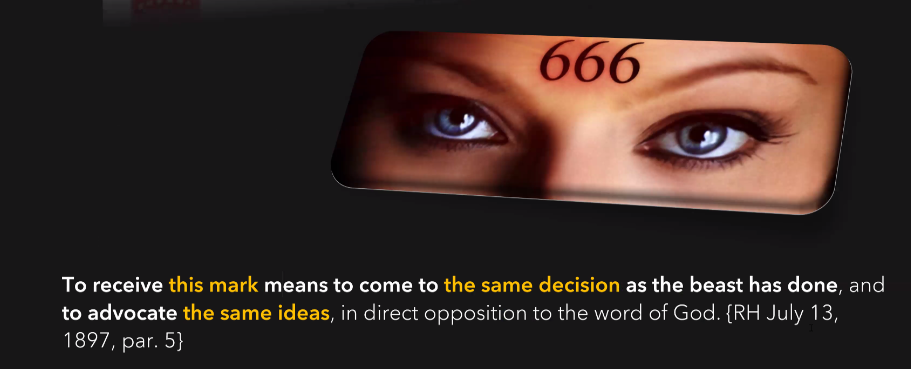 666
To receive this mark means to come to the same decision as the beast has done, and
to advocate the same ideas, in direct opposition to the word of God. {RH July 13,
1897, par. 5}